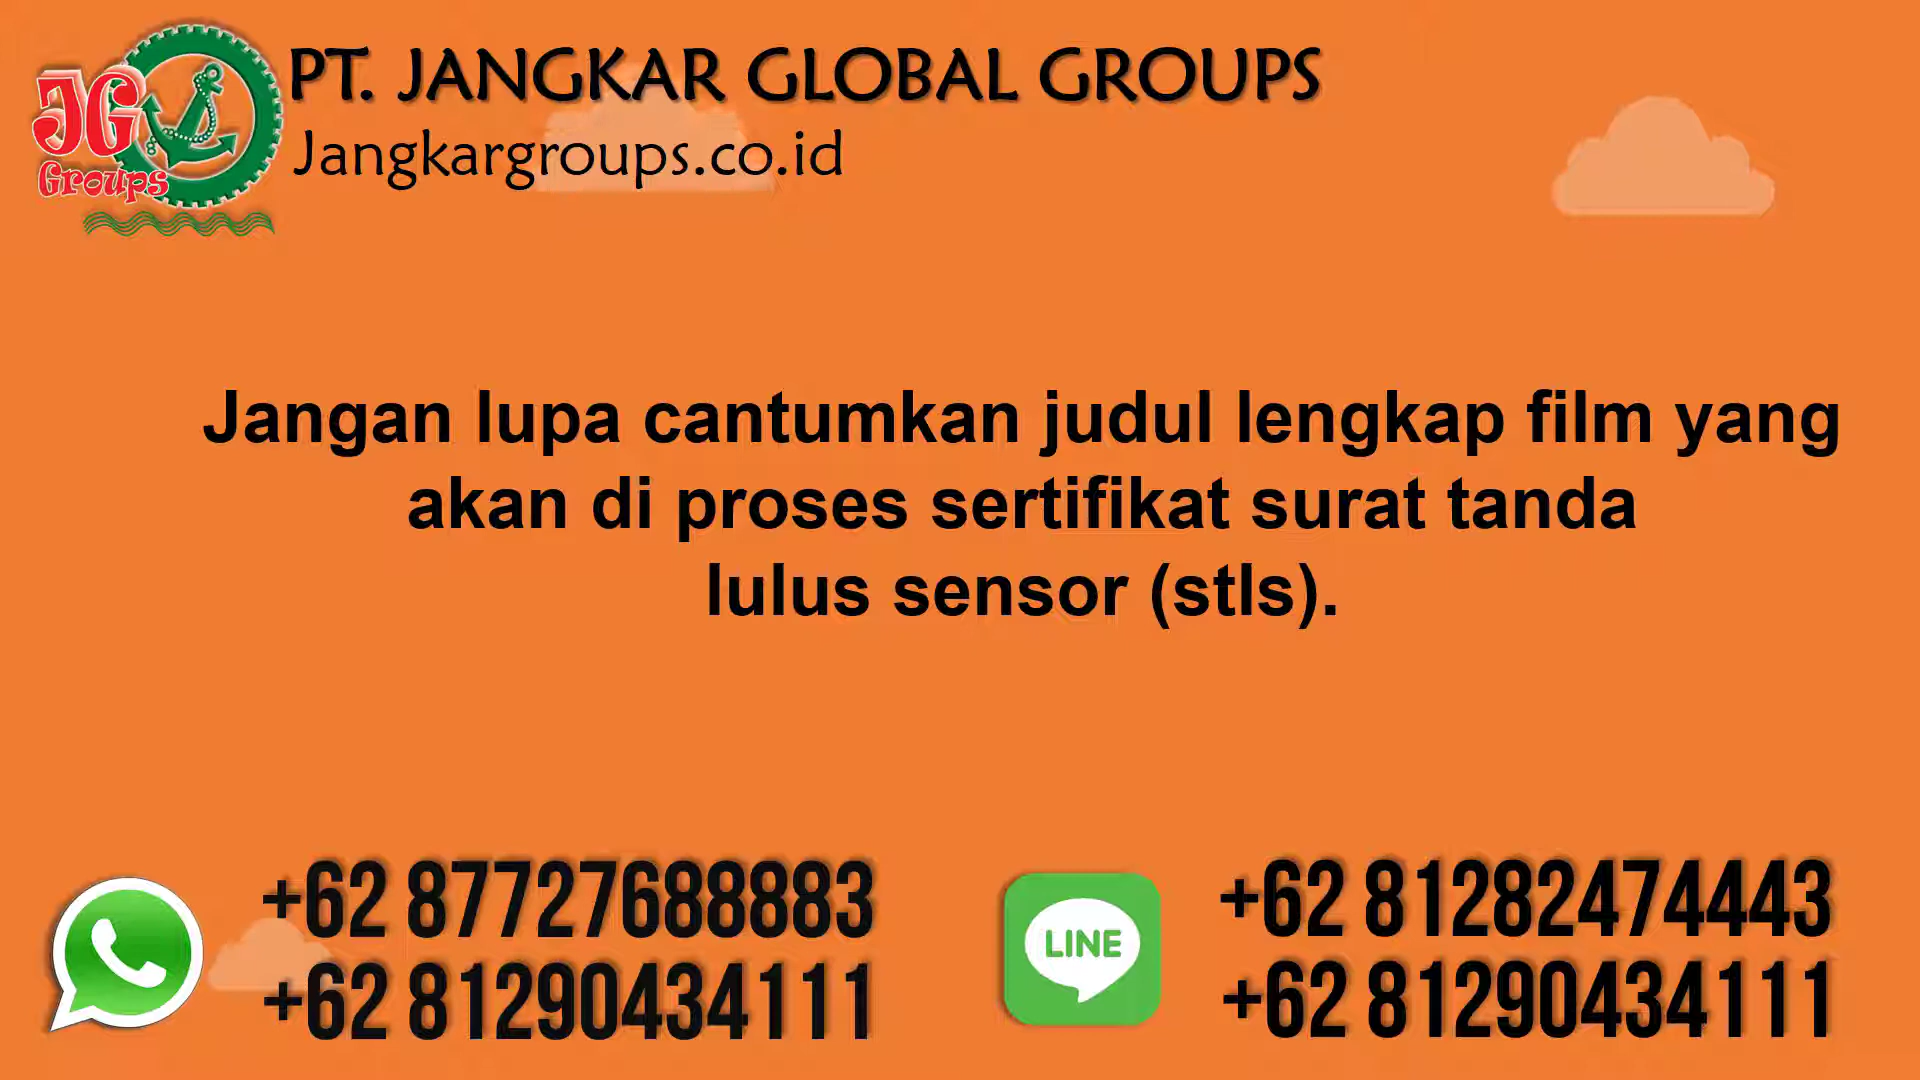 JG
Groups
PT. JANGKAR GLOBAL GROUPS
Jangkargroups.co.id
Jangan lupa cantumkan judul lengkap film yang
akan di proses sertifikat surat tanda
lulus sensor (stls).
+62 87727688883
+62 81290434111
LINE
+62 81282474443
+62 81290434111